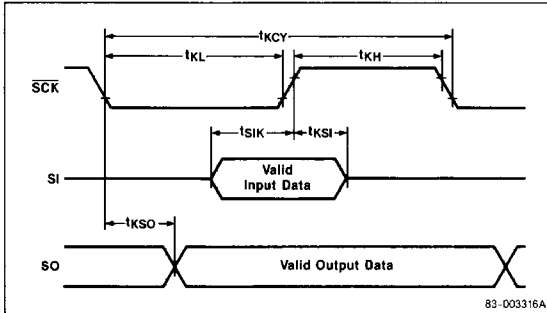 tKCY
tKL
tKH
SCK
tSIK
tKSI
SI
Valid
Input Data
tKSO
SO
Valid Output Data
83-003316A